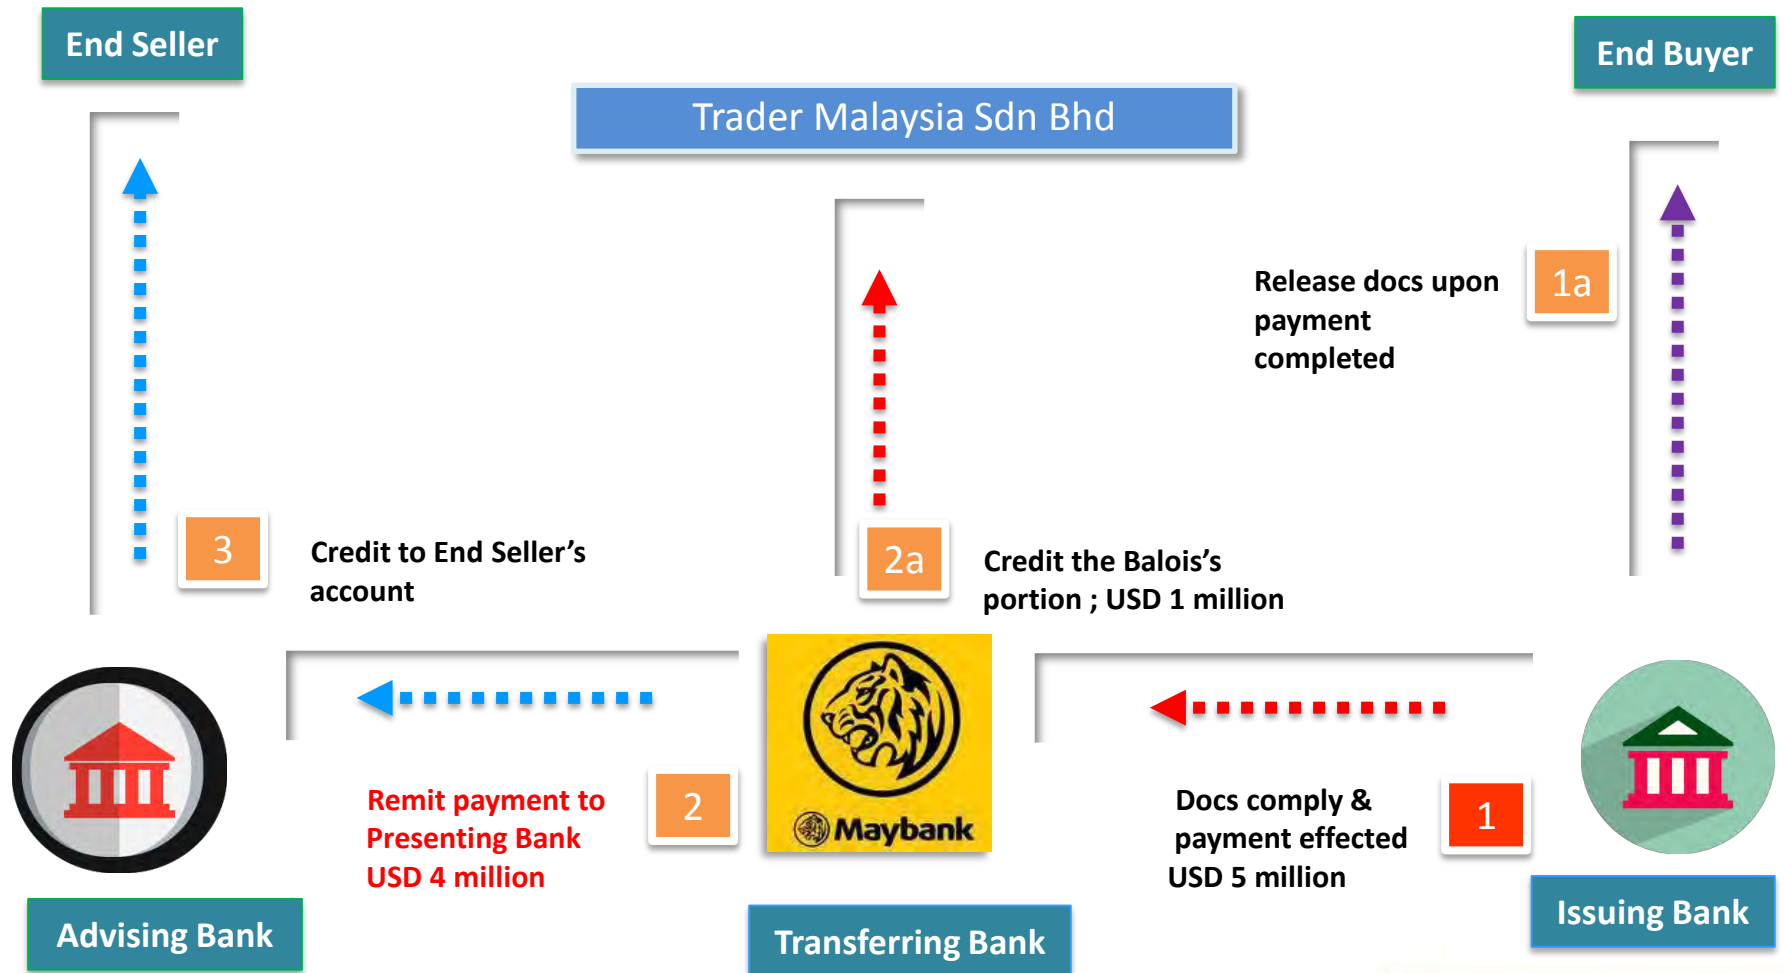 End Seller
End Buyer
Trader Malaysia Sdn Bhd
Release docs upon
payment
completed
1a
3
Credit to End Seller’s
account
2a
Credit the Balois’s
portion ; USD 1 million
Remit payment to
Presenting Bank
USD 4 million
2
Maybank
Docs comply &
payment effected
USD 5 million
1
Advising Bank
Transferring Bank
Issuing Bank